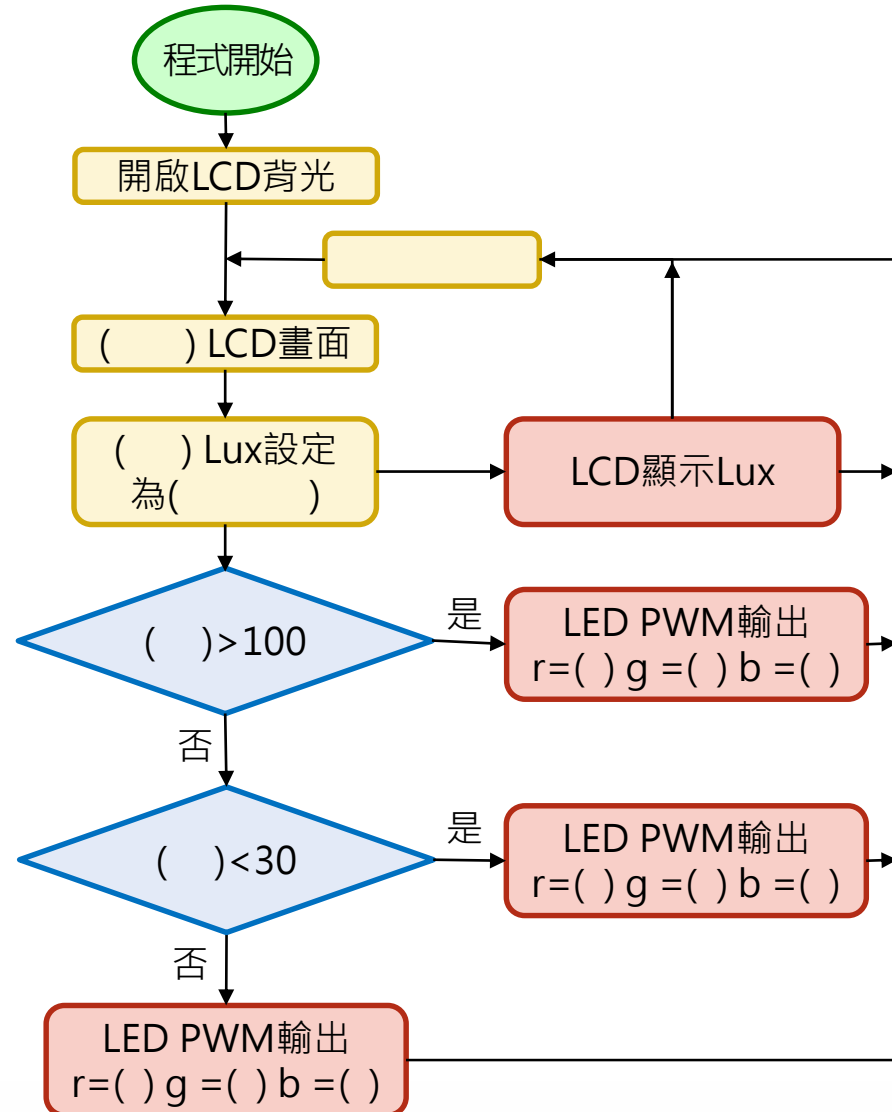 程式開始
開啟LCD背光
(       ) LCD畫面
(      ) Lux設定
為(            )
LCD顯示Lux
(    )>100
是
LED PWM輸出
r=( ) g =( ) b =( )
否
(    )<30
是
LED PWM輸出
r=( ) g =( ) b =( )
否
LED PWM輸出
r=( ) g =( ) b =( )